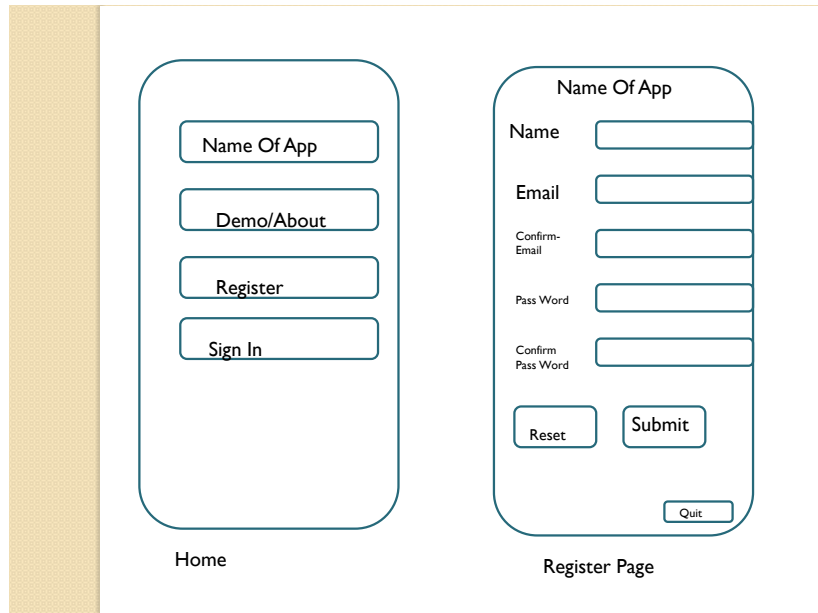 Name Of App
Demo/About
Register
Sign In
Home
Name Of App
Name
Email
Confirm-
Email
Pass Word
Confirm
Pass Word
Reset
Submit
Quit
Register Page